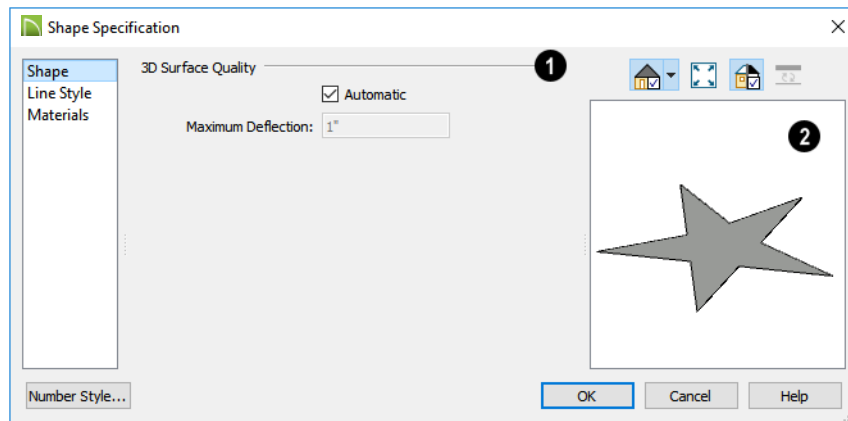 Shape Specification
Shape
Line Style
Materials
3D Surface Quality
1
Automatic
Maximum Deflection:
1"
2
Number Style...
OK
Cancel
Help